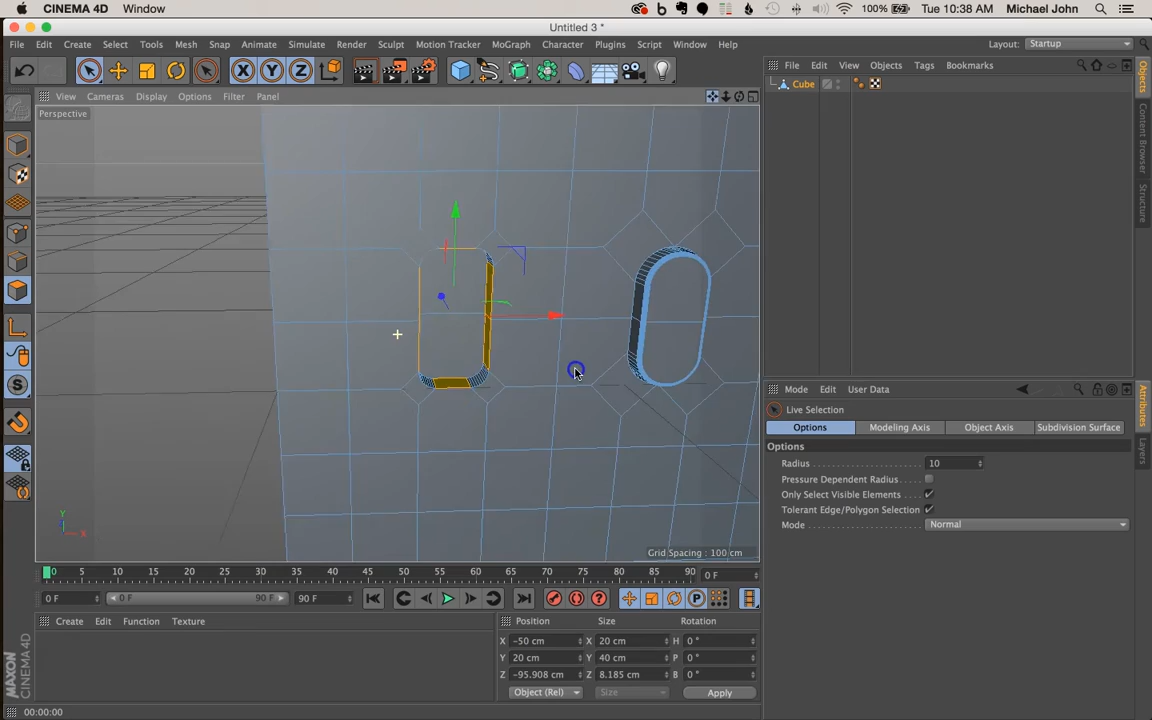 CINEMA 4D Window 100% Tue 10:38 AM Michael John
Untitled 3 *
File Edit Create Select Tools Mesh Snap Animate Simulate Render Sculpt Motion Tracker MoGraph Character Plugins Script Window Help Layout: Startup
X Y Z
File Edit View Objects Tags Bookmarks
View Cameras Display Options Filter Panel
Cube
Perspective
Objects
Content Browser
Structure
Mode Edit User Data
Live Selection
Options Modeling Axis Object Axis Subdivision Surface
Options
Radius 10
Pressure Dependent Radius
Only Select Visible Elements
Tolerant Edge/Polygon Selection
Mode Normal
Attributes
Layers
S
Y
X
Grid Spacing : 100 cm
0 5 10 15 20 25 30 35 40 45 50 55 60 65 70 75 80 85 90 0 F
0 F 0 F 90 F 90 F P
Create Edit Function Texture
Position Size Rotation
X -50 cm X 20 cm H 0 °
Y 20 cm Y 40 cm P 0 °
Z -95.908 cm Z 8.185 cm B 0 °
Object (Rel) Size Apply
MAXON
CINEMA 4D
00:00:00